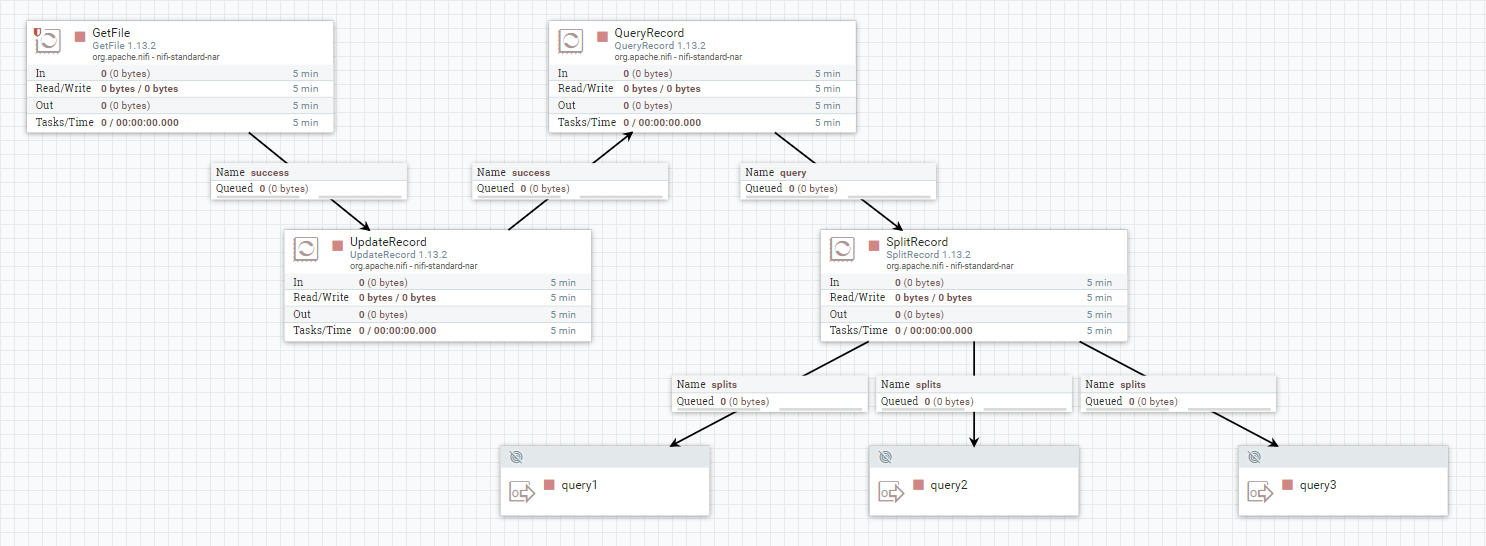 GetFile
GetFile 1.13.2
org.apache.nifi - nifi-standard-nar
In 0 (0 bytes) 5 min
Read/Write 0 bytes / 0 bytes 5 min
Out 0 (0 bytes) 5 min
Tasks/Time 0 / 00:00:00.000 5 min
QueryRecord
QueryRecord 1.13.2
org.apache.nifi - nifi-standard-nar
In 0 (0 bytes) 5 min
Read/Write 0 bytes / 0 bytes 5 min
Out 0 (0 bytes) 5 min
Tasks/Time 0 / 00:00:00.000 5 min
Name success
Queued 0 (0 bytes)
Name success
Queued 0 (0 bytes)
Name query
Queued 0 (0 bytes)
UpdateRecord
UpdateRecord 1.13.2
org.apache.nifi - nifi-standard-nar
In 0 (0 bytes) 5 min
Read/Write 0 bytes / 0 bytes 5 min
Out 0 (0 bytes) 5 min
Tasks/Time 0 / 00:00:00.000 5 min
SplitRecord
SplitRecord 1.13.2
org.apache.nifi - nifi-standard-nar
In 0 (0 bytes) 5 min
Read/Write 0 bytes / 0 bytes 5 min
Out 0 (0 bytes) 5 min
Tasks/Time 0 / 00:00:00.000 5 min
Name splits
Queued 0 (0 bytes)
Name splits
Queued 0 (0 bytes)
Name splits
Queued 0 (0 bytes)
query1
query2
query3